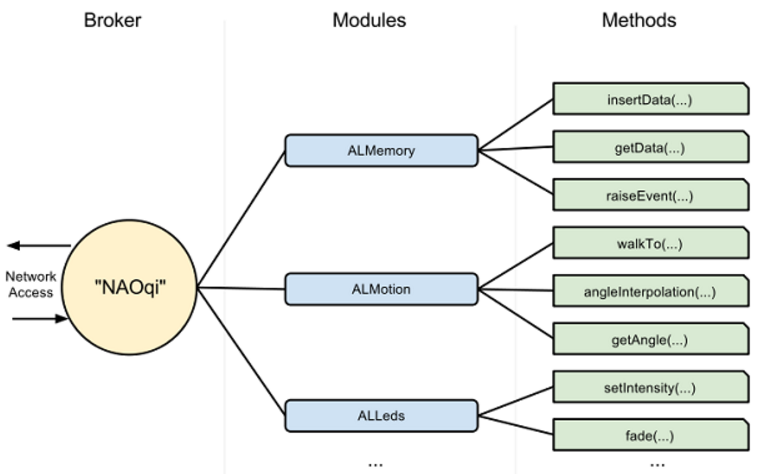 Broker
Modules
Methods
insertData(...)
ALMemory
getData(...)
raiseEvent(...)
walkTo(...)
Network
Access
"NAOqi"
ALMotion
angleInterpolation(...)
getAngle(...)
setIntensity(...)
ALLeds
fade(...)
...
...